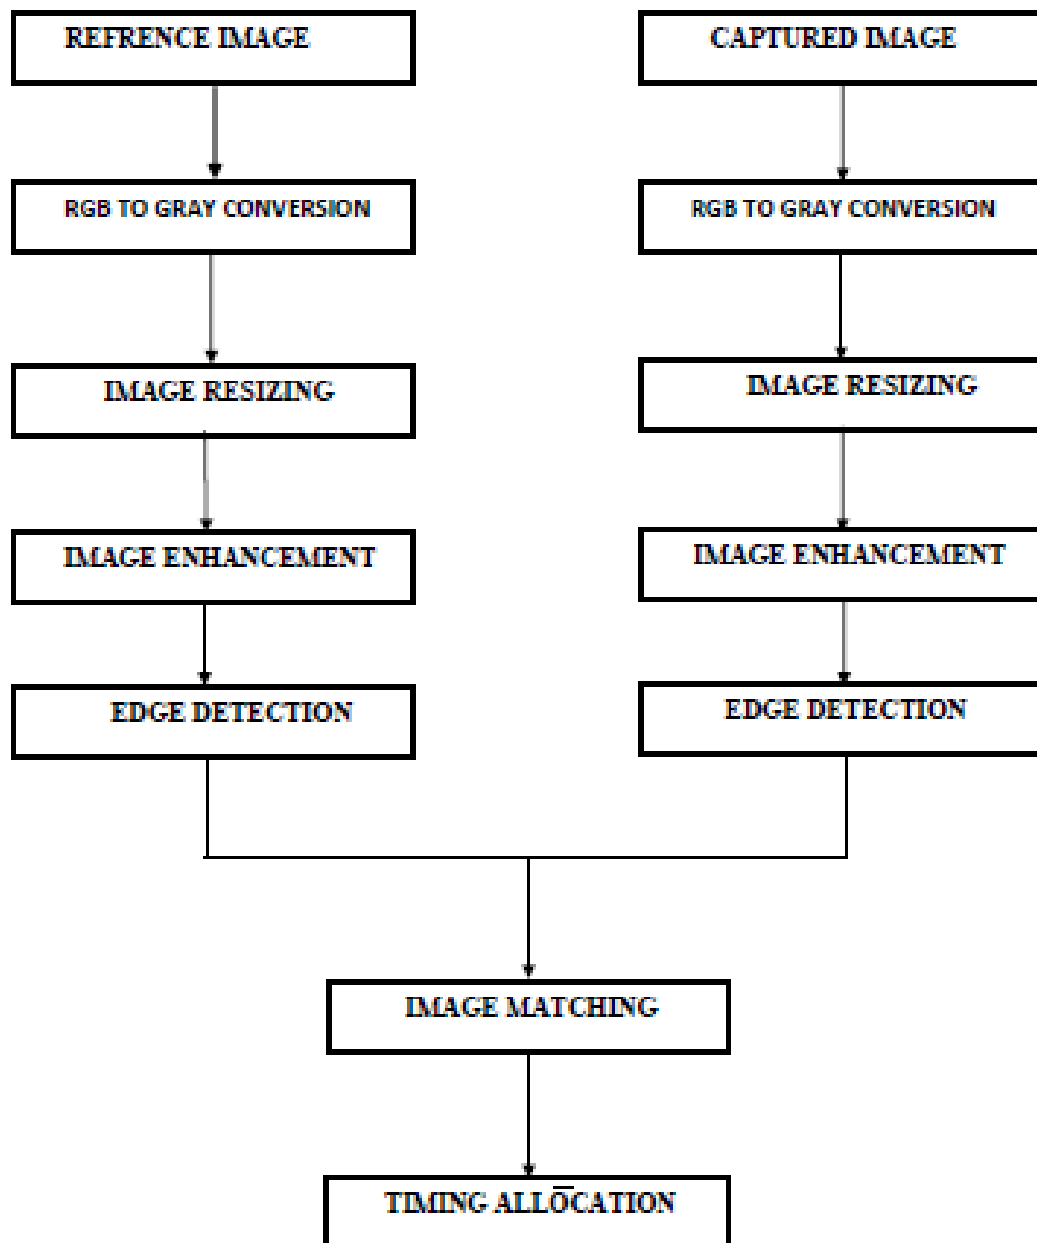 REFRENCE IMAGE
CAPTURED IMAGE
RGB TO GRAY CONVERSION
RGB TO GRAY CONVERSION
IMAGE RESIZING
IMAGE RESIZING
IMAGE ENHANCEMENT
IMAGE ENHANCEMENT
EDGE DETECTION
EDGE DETECTION
IMAGE MATCHING
TIMING ALLOCATION